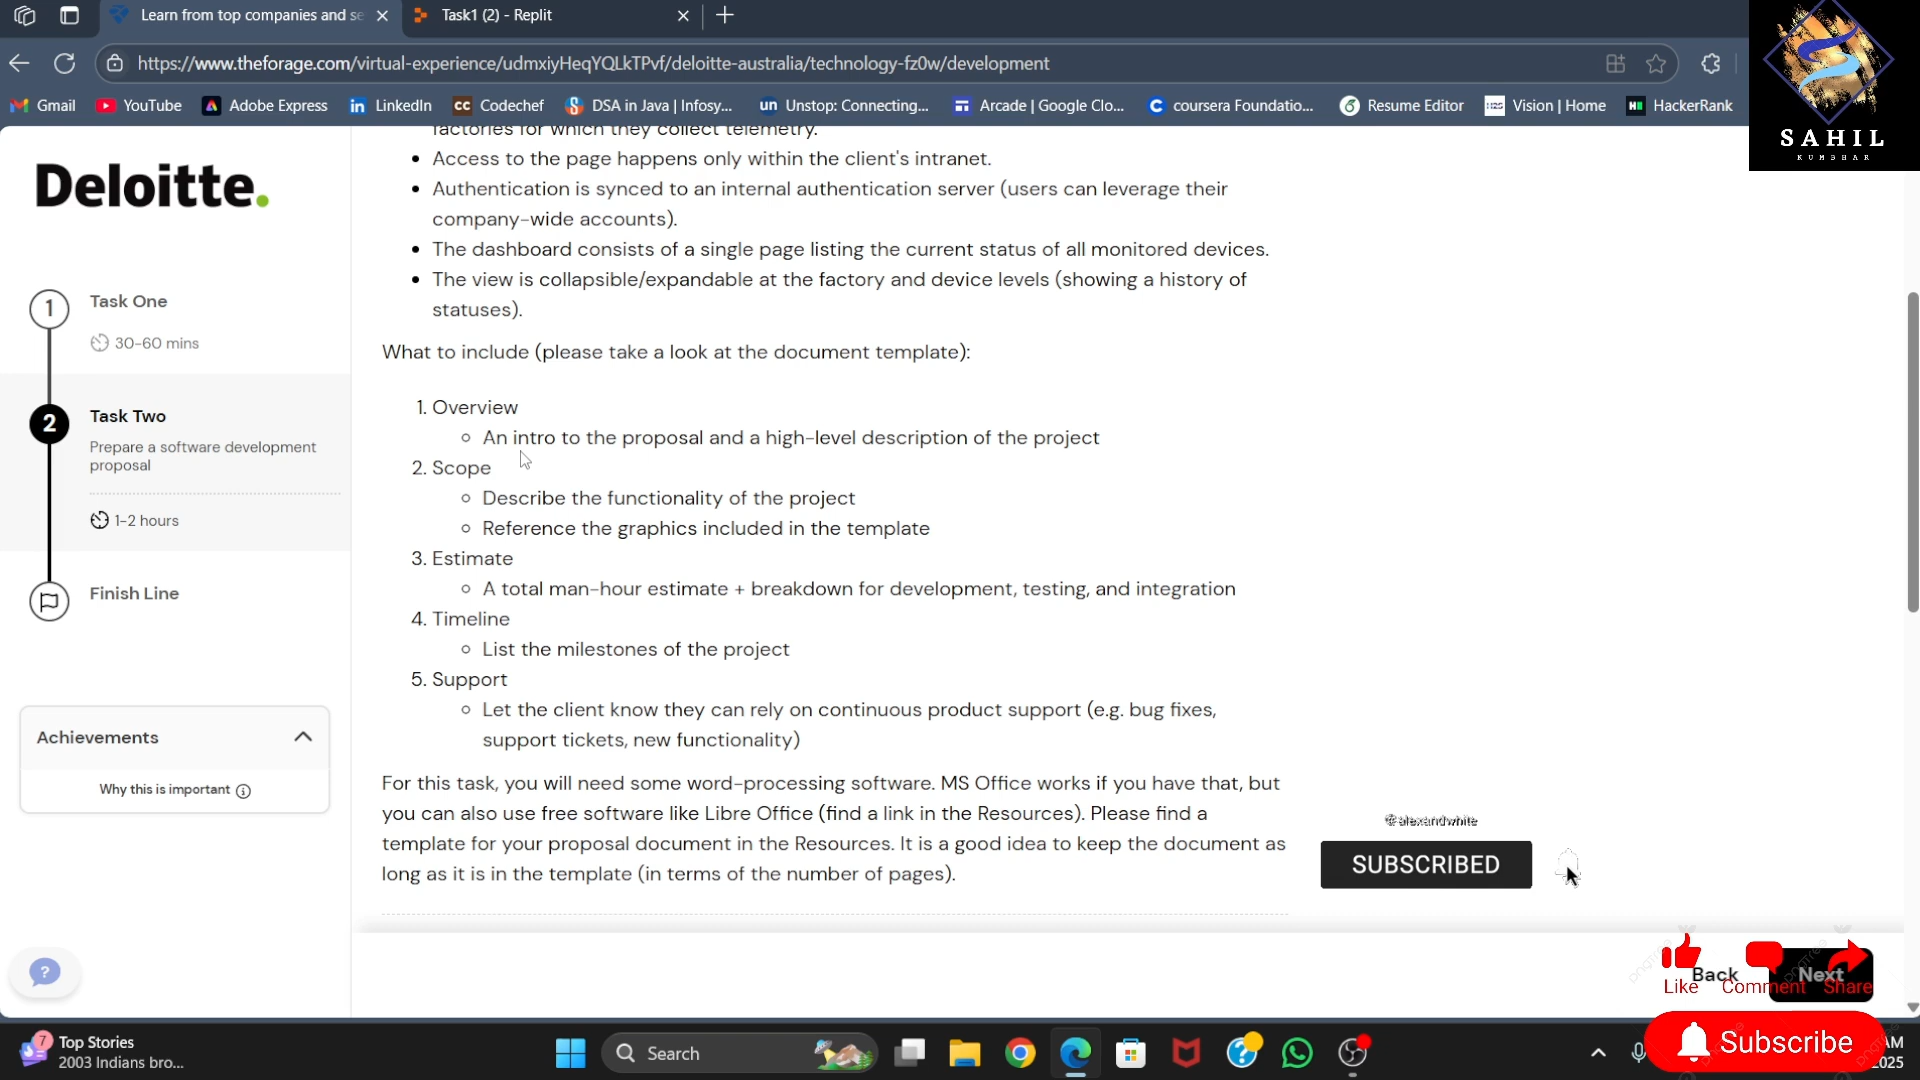 Learn from top companies and se
Task1 (2) - Replit
https://www.theforage.com/virtual-experience/udmxiyHeqYQLkTPvf/deloitte-australia/technology-fz0w/development
Gmail
YouTube
Adobe Express
LinkedIn
Codechef
DSA in Java | Infosy...
Unstop: Connecting...
Arcade | Google Clo...
coursera Foundatio...
Resume Editor
Vision | Home
HackerRank
SAHIL
KUMBHAR
Deloitte.
1
Task One
30-60 mins
2
Task Two
Prepare a software development
proposal
1-2 hours
Finish Line
Achievements
Why this is important
factories for which they collect telemetry.
• Access to the page happens only within the client's intranet.
• Authentication is synced to an internal authentication server (users can leverage their
company-wide accounts).
• The dashboard consists of a single page listing the current status of all monitored devices.
• The view is collapsible/expandable at the factory and device levels (showing a history of
statuses).
What to include (please take a look at the document template):
1. Overview
An intro to the proposal and a high-level description of the project
2. Scope
Describe the functionality of the project
Reference the graphics included in the template
3. Estimate
A total man-hour estimate + breakdown for development, testing, and integration
4. Timeline
List the milestones of the project
5. Support
Let the client know they can rely on continuous product support (e.g. bug fixes,
support tickets, new functionality)
For this task, you will need some word-processing software. MS Office works if you have that, but
you can also use free software like Libre Office (find a link in the Resources). Please find a
template for your proposal document in the Resources. It is a good idea to keep the document as
long as it is in the template (in terms of the number of pages).
@alexandwhite
SUBSCRIBED
Back
Next
Like
Comment
Share
Subscribe
?
7
Top Stories
2003 Indians bro...
Search
AM
2025